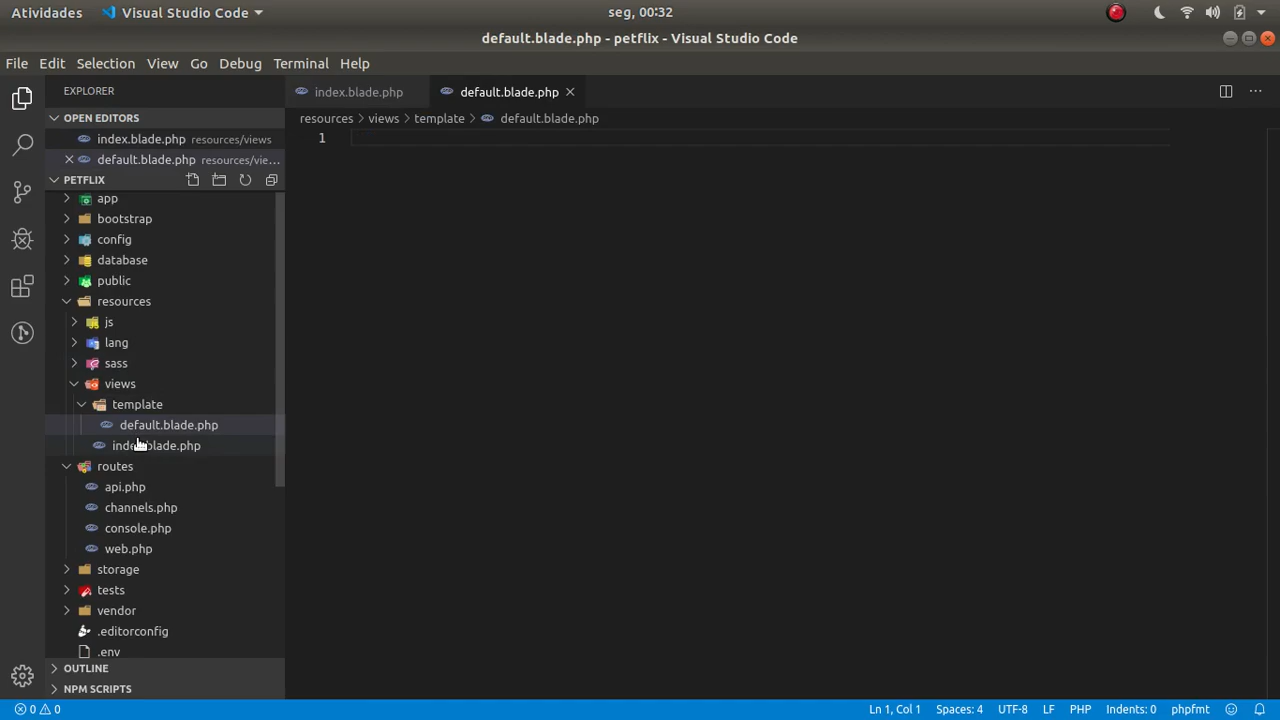 Atividades
Visual Studio Code
seg, 00:32
default.blade.php - petflix - Visual Studio Code
File Edit Selection View Go Debug Terminal Help
EXPLORER
OPEN EDITORS
index.blade.php resources/views
default.blade.php resources/vie...
PETFLIX
app
bootstrap
config
database
public
resources
js
lang
sass
views
template
default.blade.php
index.blade.php
routes
api.php
channels.php
console.php
web.php
storage
tests
vendor
.editorconfig
.env
OUTLINE
NPM SCRIPTS
index.blade.php
default.blade.php
resources > views > template > default.blade.php
1
0 0
Ln 1, Col 1 Spaces: 4 UTF-8 LF PHP Indents: 0 phpfmt